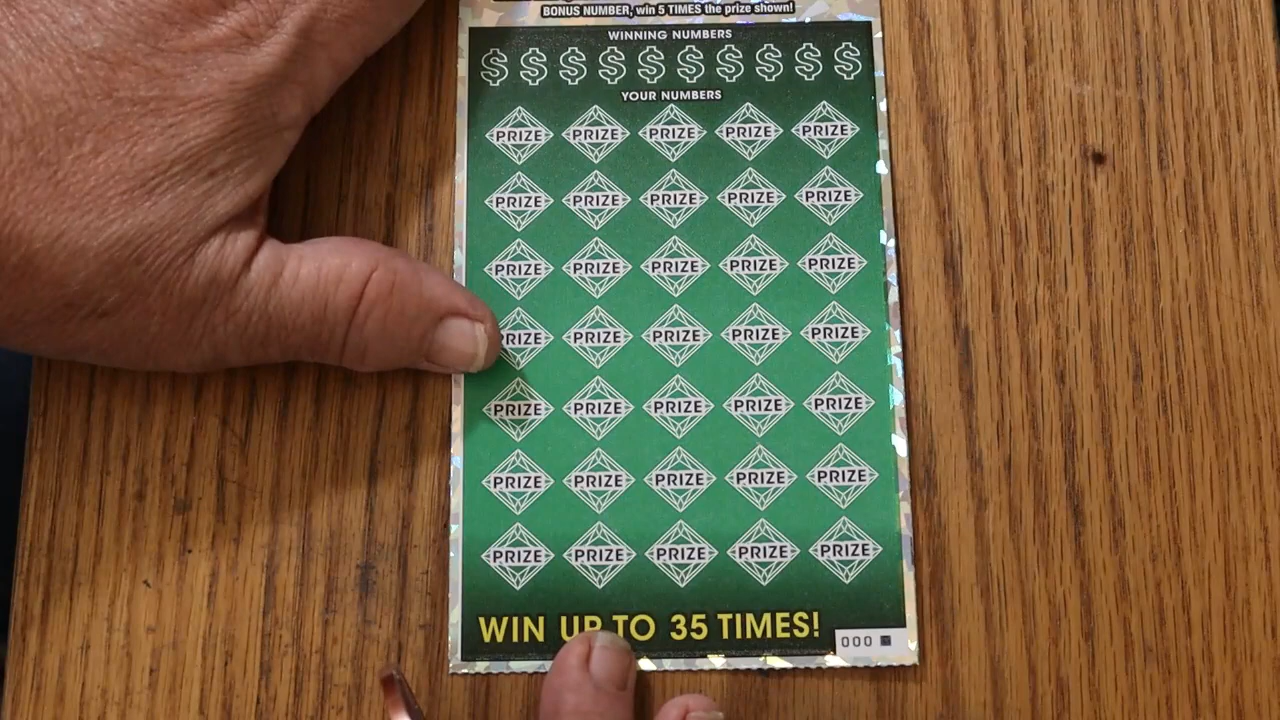 BONUS NUMBER, win 5 TIMES the prize shown!
WINNING NUMBERS
$ $ $ $ $ $ $ $ $ $
YOUR NUMBERS
PRIZE PRIZE PRIZE PRIZE PRIZE
PRIZE PRIZE PRIZE PRIZE PRIZE
PRIZE PRIZE PRIZE PRIZE PRIZE
PRIZE PRIZE PRIZE PRIZE PRIZE
PRIZE PRIZE PRIZE PRIZE PRIZE
PRIZE PRIZE PRIZE PRIZE PRIZE
PRIZE PRIZE PRIZE PRIZE PRIZE
WIN UP TO 35 TIMES!
000